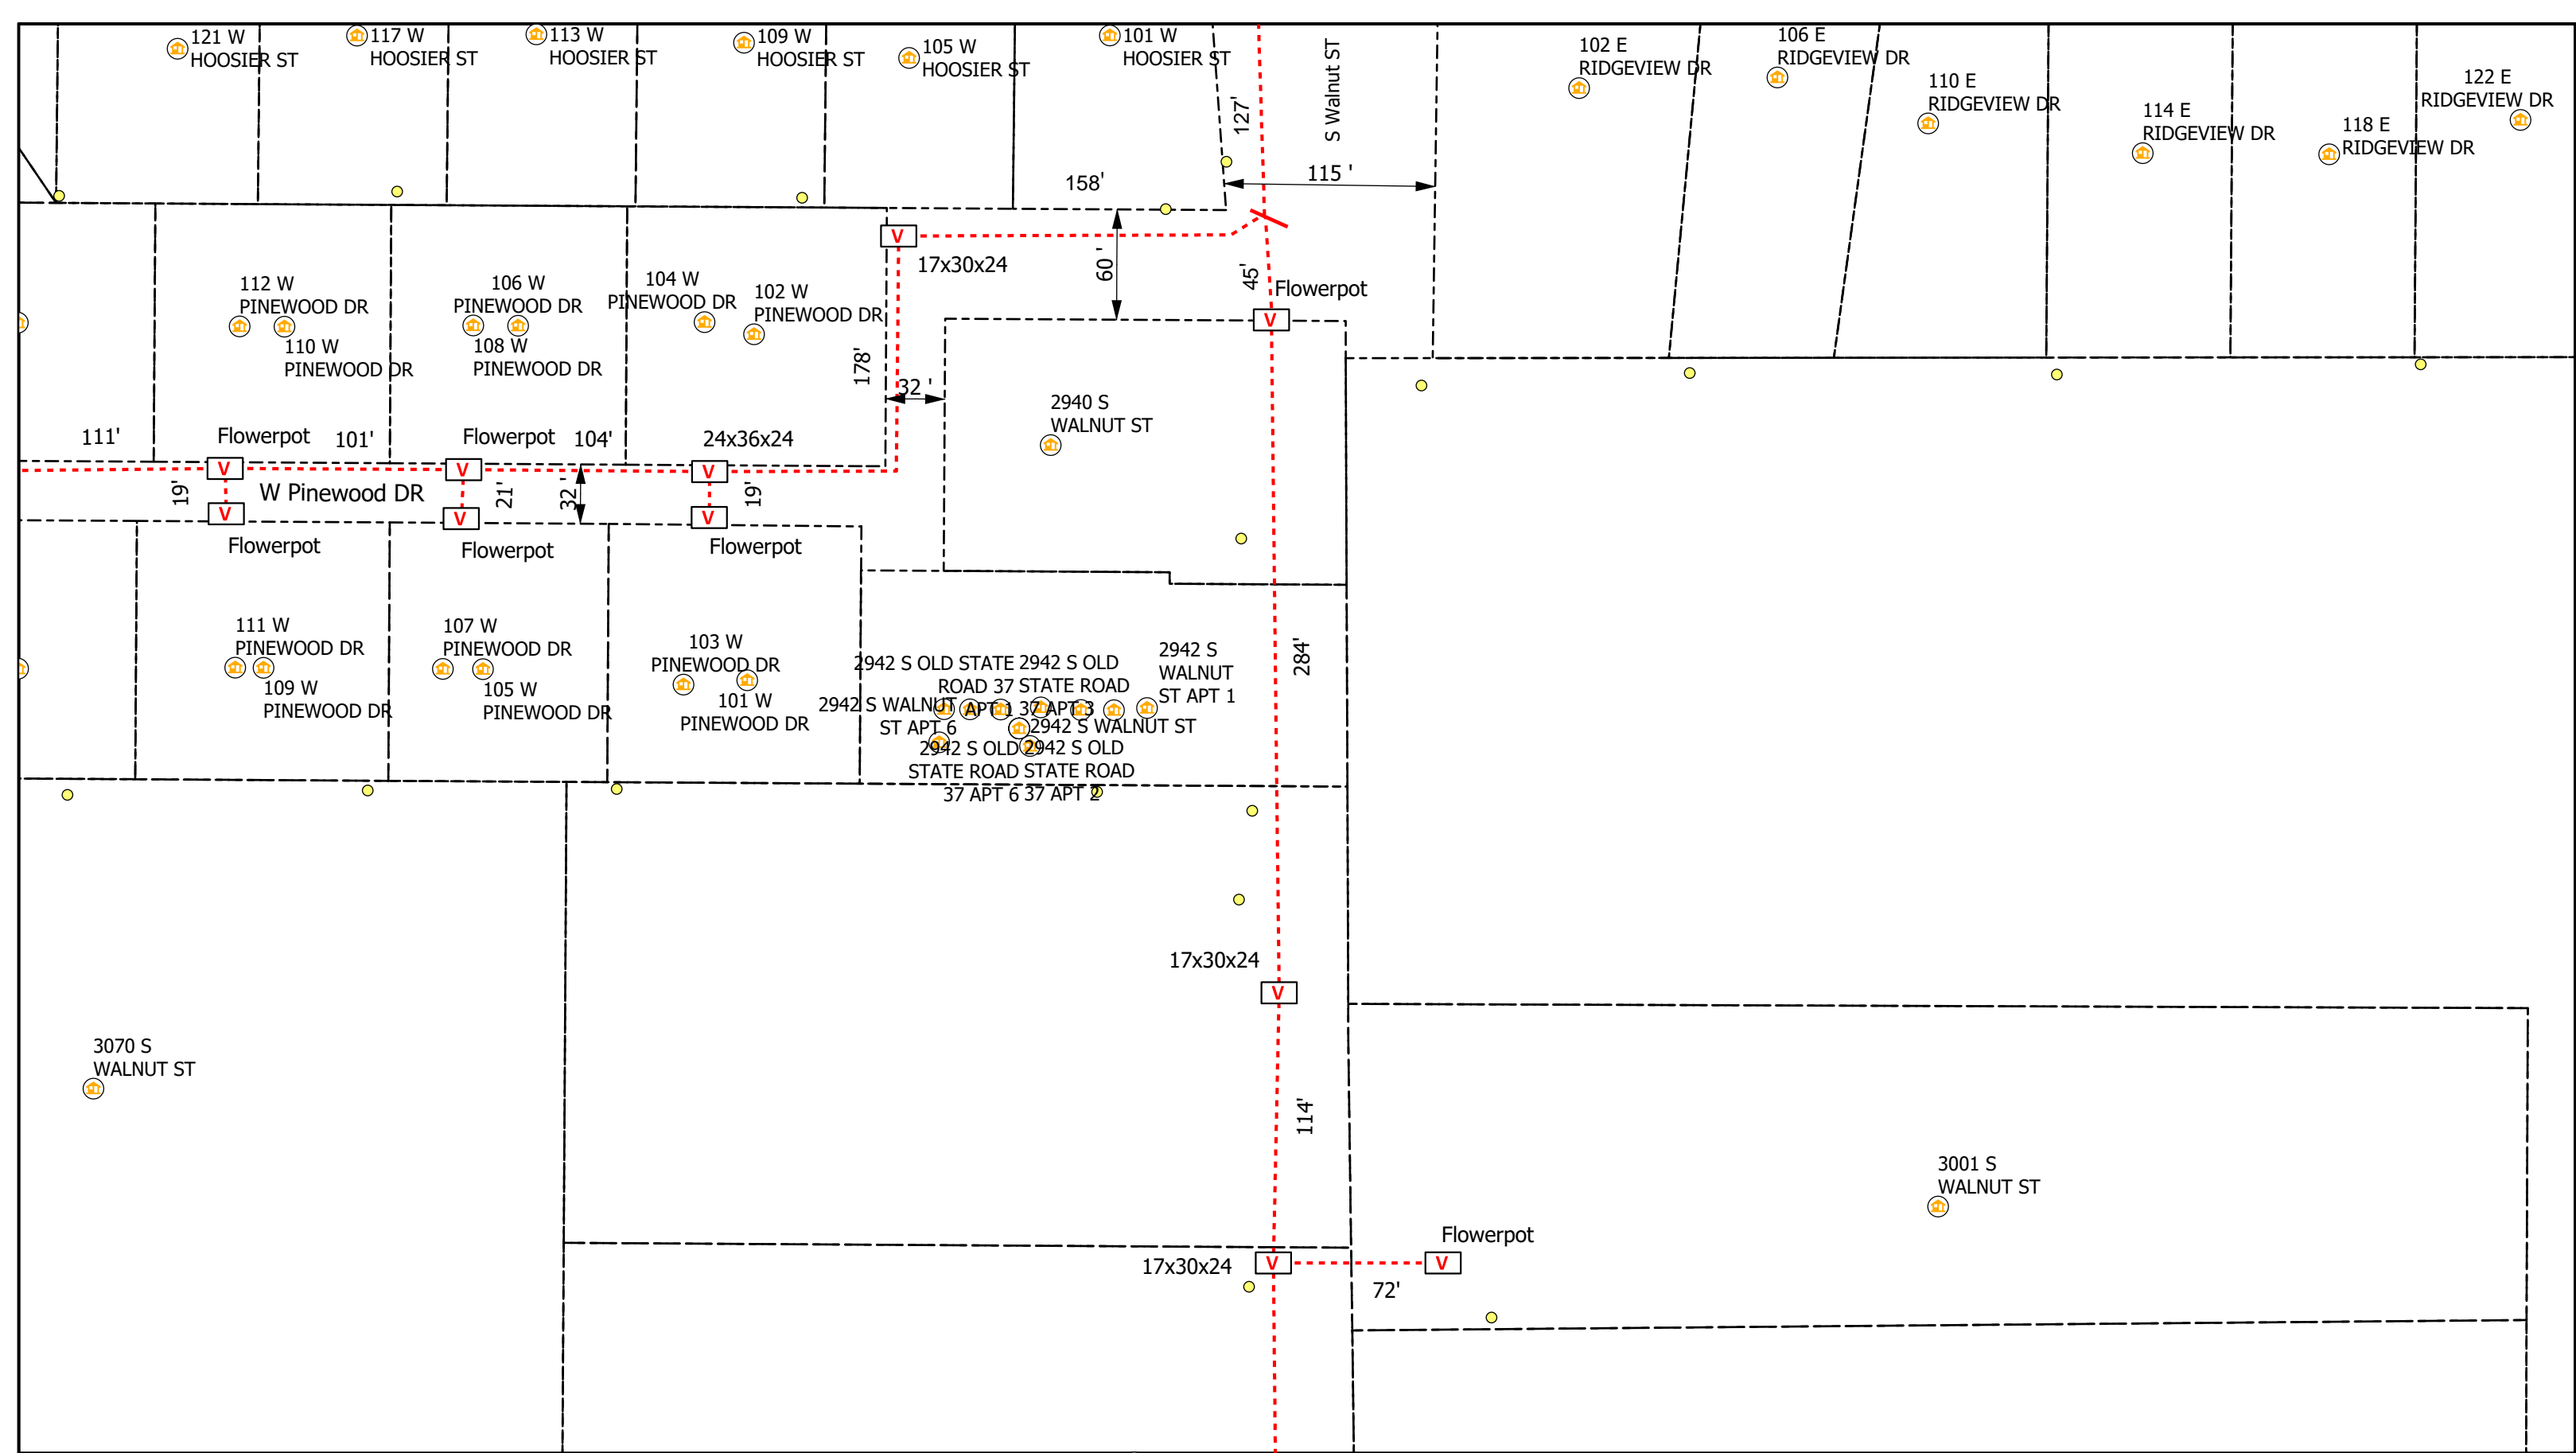 121 W
HOOSIER ST
117 W
HOOSIER ST
113 W
HOOSIER ST
109 W
HOOSIER ST
105 W
HOOSIER ST
101 W
HOOSIER ST
127'
S Walnut ST
102 E
RIDGEVIEW DR
106 E
RIDGEVIEW DR
110 E
RIDGEVIEW DR
114 E
RIDGEVIEW DR
118 E
RIDGEVIEW DR
122 E
RIDGEVIEW DR
158'
115 '
V
17x30x24
60 '
45'
Flowerpot
V
112 W
PINEWOOD DR
110 W
PINEWOOD DR
106 W
PINEWOOD DR
108 W
PINEWOOD DR
104 W
PINEWOOD DR
102 W
PINEWOOD DR
178'
32 '
2940 S
WALNUT ST
111'
Flowerpot
101'
Flowerpot
104'
24x36x24
V
V
V
19'
W Pinewood DR
21'
32 '
19'
V
V
V
Flowerpot
Flowerpot
Flowerpot
111 W
PINEWOOD DR
109 W
PINEWOOD DR
107 W
PINEWOOD DR
105 W
PINEWOOD DR
103 W
PINEWOOD DR
101 W
PINEWOOD DR
2942 S OLD STATE
ROAD 37
APT 1
2942 S OLD
STATE ROAD
37 APT 3
2942 S
WALNUT
ST APT 1
284'
2942 S WALNUT
ST APT 6
2942 S WALNUT ST
2942 S OLD
STATE ROAD
37 APT 6
2942 S OLD
STATE ROAD
37 APT 2
17x30x24
V
3070 S
WALNUT ST
114'
3001 S
WALNUT ST
Flowerpot
17x30x24
V
V
72'